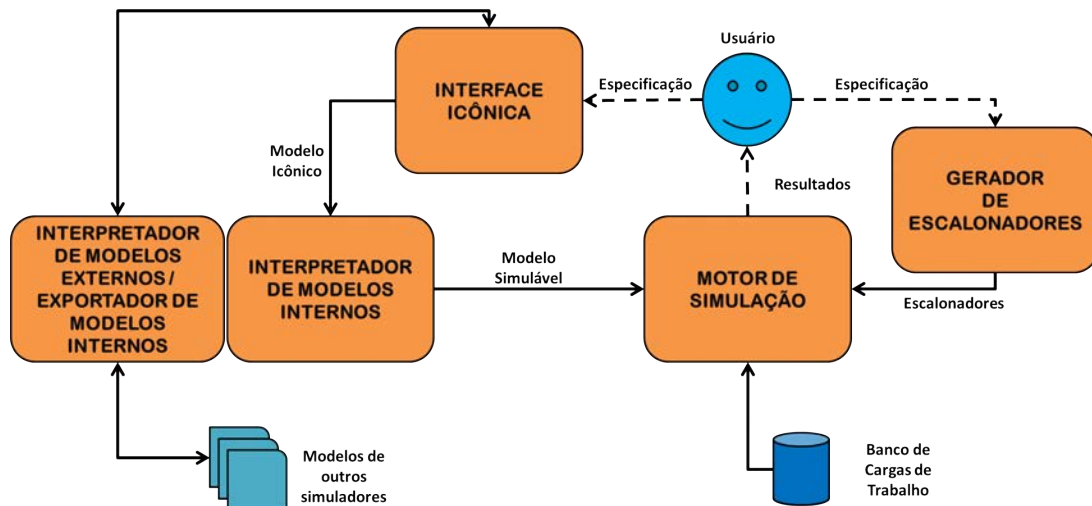 Usuário
INTERFACE
ICÔNICA
Especificação
Especificação
Modelo
Icônico
Resultados
GERADOR
DE
ESCALONADORES
INTERPRETADOR
DE MODELOS
EXTERNOS /
EXPORTADOR DE
MODELOS
INTERNOS
INTERPRETADOR
DE MODELOS
INTERNOS
Modelo
Simulável
MOTOR DE
SIMULAÇÃO
Escalonadores
Modelos de
outros
simuladores
Banco de
Cargas de
Trabalho